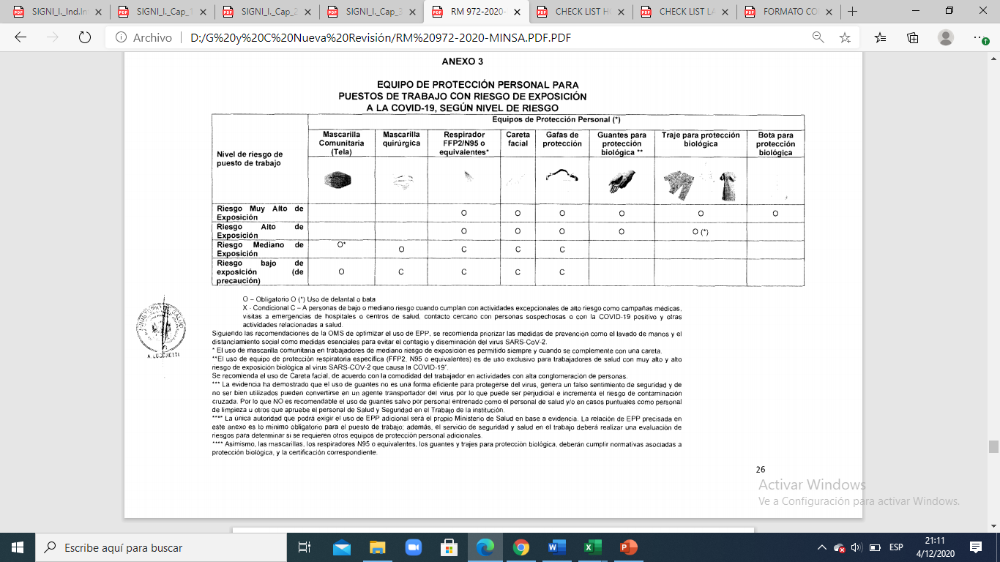 SIGNI_I._Ind.In
SIGNI_I._Cap_1
SIGNI_I._Cap_2
SIGNI_I._Cap_3
RM 972-2020-
CHECK LIST HO
CHECK LIST LA
FORMATO CO
Archivo
D:/G%20y%20C%20Nueva%20Revisión/RM%20972-2020-MINSA.PDF.PDF
ANEXO 3
EQUIPO DE PROTECCIÓN PERSONAL PARA
PUESTOS DE TRABAJO CON RIESGO DE EXPOSICIÓN
A LA COVID-19, SEGÚN NIVEL DE RIESGO
Nivel de riesgo de
puesto de trabajo
Equipos de Protección Personal (*)
Mascarilla
Comunitaria
(Tela)
Mascarilla
quirúrgica
Respirador
FFP2/N95 o
equivalentes*
Careta
facial
Gafas de
protección
Guantes para
protección
biológica **
Traje para protección
biológica
Bota para
protección
biológica
Riesgo Muy Alto de
Exposición
O O O O O O
Riesgo Alto de
Exposición
O O O O O (*)
Riesgo Mediano de
Exposición
O* O C C C
Riesgo bajo de
exposición (de
precaución)
O C C C C
O – Obligatorio O (*) Uso de delantal o bata
X - Condicional C – A personas de bajo o mediano riesgo cuando cumplan con actividades excepcionales de alto riesgo como campañas médicas,
visitas a emergencias de hospitales o centros de salud, contacto cercano con personas sospechosas o con la COVID-19 positivo y otras
actividades relacionadas a salud.
Siguiendo las recomendaciones de la OMS de optimizar el uso de EPP, se recomienda priorizar las medidas de prevención como el lavado de manos y el
distanciamiento social como medidas esenciales para evitar el contagio y diseminación del virus SARS-CoV-2.
* El uso de mascarilla comunitaria en trabajadores de mediano riesgo de exposición es permitido siempre y cuando se complemente con una careta.
**El uso de equipo de protección respiratoria específica (FFP2, N95 o equivalentes) es de uso exclusivo para trabajadores de salud con muy alto y alto
riesgo de exposición biológica al virus SARS-COV-2 que causa la COVID-19".
Se recomienda el uso de Careta facial, de acuerdo con la comodidad del trabajador en actividades con alta conglomeración de personas.
*** La evidencia ha demostrado que el uso de guantes no es una forma eficiente para protegerse del virus, genera un falso sentimiento de seguridad y de
no ser bien utilizados pueden convertirse en un agente transportador del virus por lo que puede ser perjudicial e incrementa el riesgo de contaminación
cruzada. Por lo que NO es recomendable el uso de guantes salvo por personal entrenado como el personal de salud y/o en casos puntuales como personal
de limpieza u otros que apruebe el personal de Salud y Seguridad en el Trabajo de la institución.
**** La única autoridad que podrá exigir el uso de EPP adicional será el propio Ministerio de Salud en base a evidencia. La relación de EPP precisada en
este anexo es lo mínimo obligatorio para el puesto de trabajo; además, el servicio de seguridad y salud en el trabajo deberá realizar una evaluación de
riesgos para determinar si se requieren otros equipos de protección personal adicionales.
**** Asimismo, las mascarillas, los respiradores N95 o equivalentes, los guantes y trajes para protección biológica, deberán cumplir normativas asociadas a
protección biológica, y la certificación correspondiente.
A. LUCCHETTI
26
Activar Windows
Ve a Configuración para activar Windows.
Escribe aquí para buscar
ESP
21:11
4/12/2020